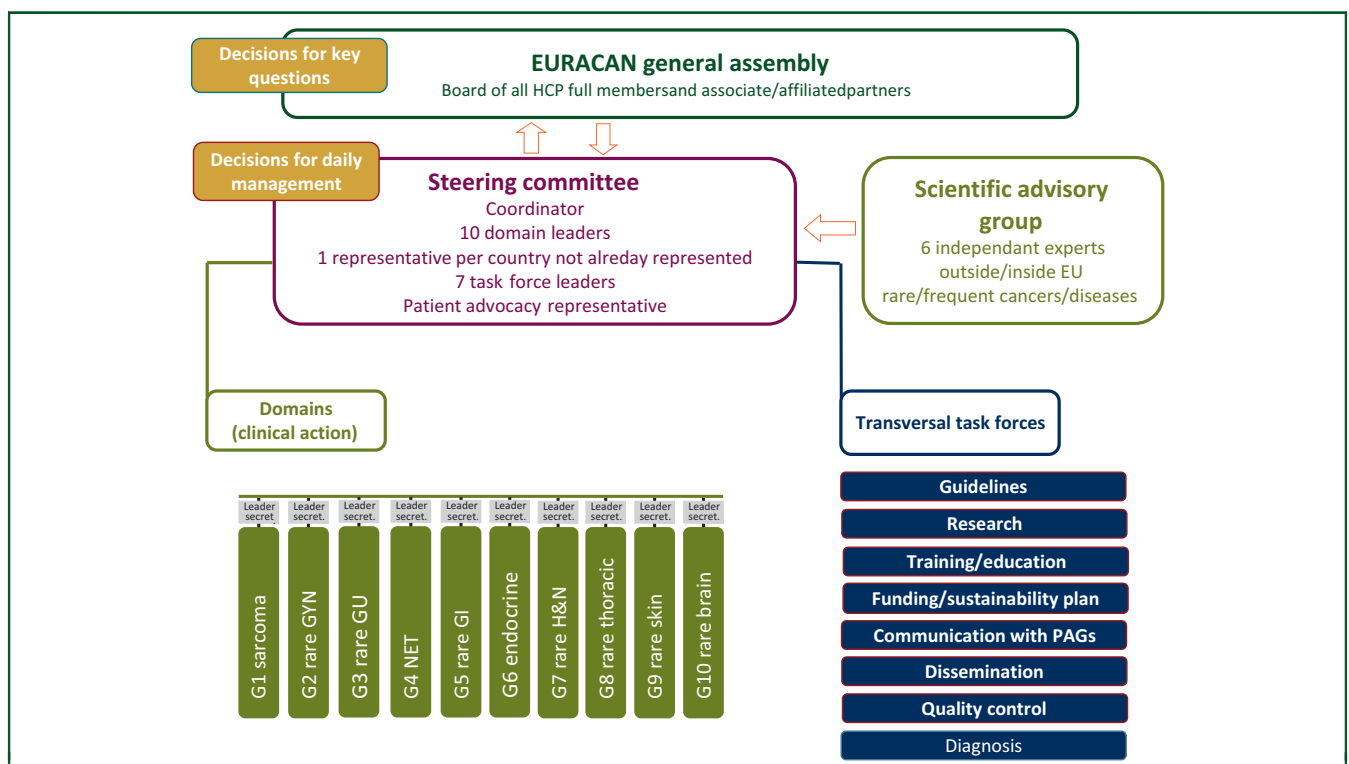 Decisions for key
questions
EURACAN general assembly
Board of all HCP full membersand associate/affiliatedpartners
Decisions for daily
management
Steering committee
Coordinator
10 domain leaders
1 representative per country not alreday represented
7 task force leaders
Patient advocacy representative
Scientific advisory
group
6 independant experts
outside/inside EU
rare/frequent cancers/diseases
Domains
(clinical action)
Transversal task forces
Leader
secret.
Leader
secret.
Leader
secret.
Leader
secret.
Leader
secret.
Leader
secret.
Leader
secret.
Leader
secret.
Leader
secret.
Leader
secret.
G1 sarcoma
G2 rare GYN
G3 rare GU
G4 NET
G5 rare GI
G6 endocrine
G7 rare H&N
G8 rare thoracic
G9 rare skin
G10 rare brain
Guidelines
Research
Training/education
Funding/sustainability plan
Communication with PAGs
Dissemination
Quality control
Diagnosis